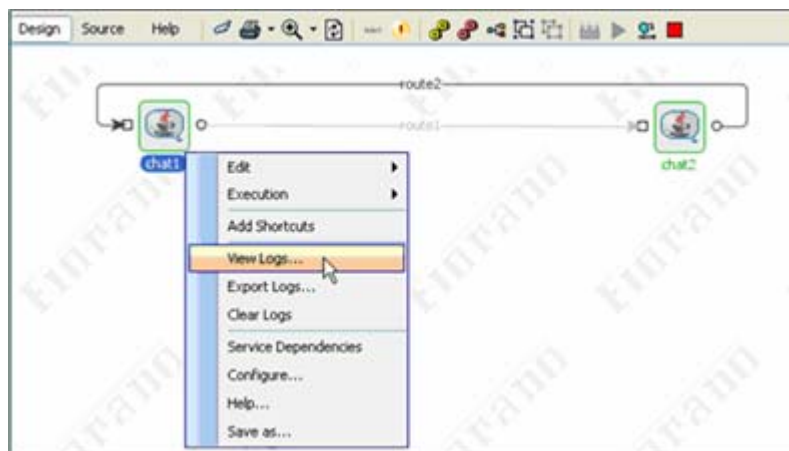 Design Source Help
route2
route1
chat1
chat2
Edit
Execution
Add Shortcuts
View Logs...
Export Logs...
Clear Logs
Service Dependencies
Configure...
Help...
Save as...